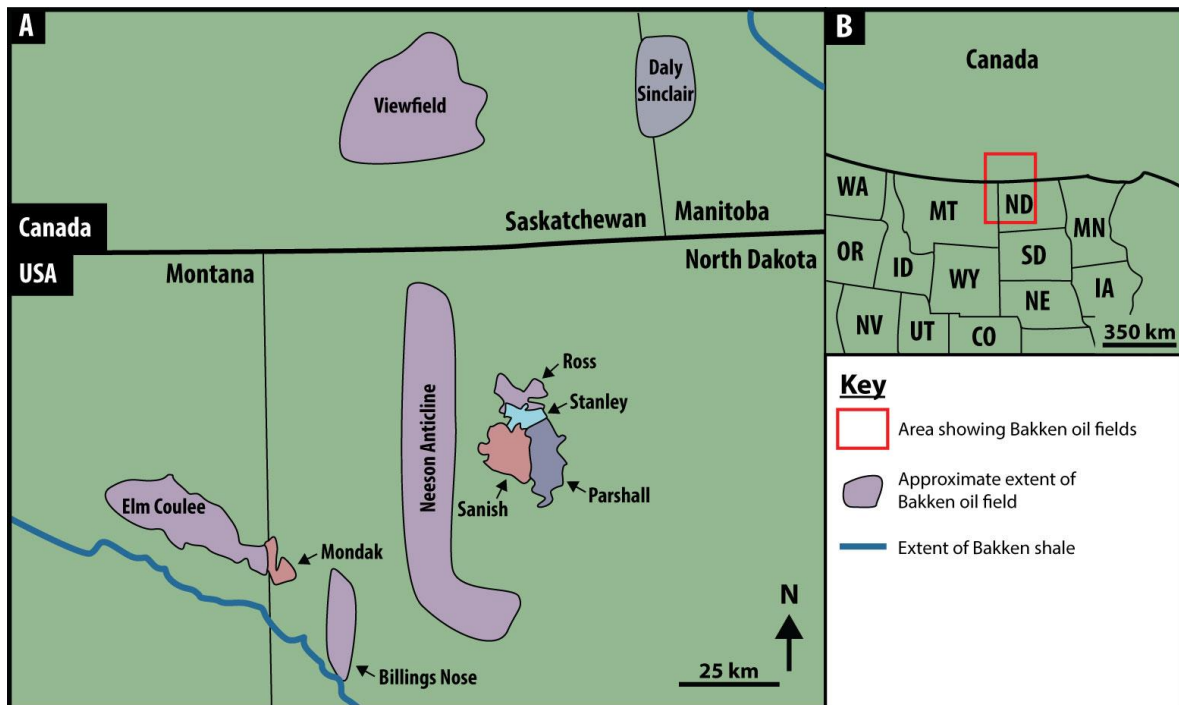 A
Viewfield
Daly
Sinclair
Saskatchewan
Manitoba
Canada
USA
Montana
North Dakota
Neeson Anticline
Ross
Stanley
Sanish
Parshall
Elm Coulee
Mondak
Billings Nose
N
25 km
B
Canada
WA
MT
ND
MN
OR
ID
SD
WY
IA
NE
NV
UT
CO
350 km
Key
Area showing Bakken oil fields
Approximate extent of
Bakken oil field
Extent of Bakken shale